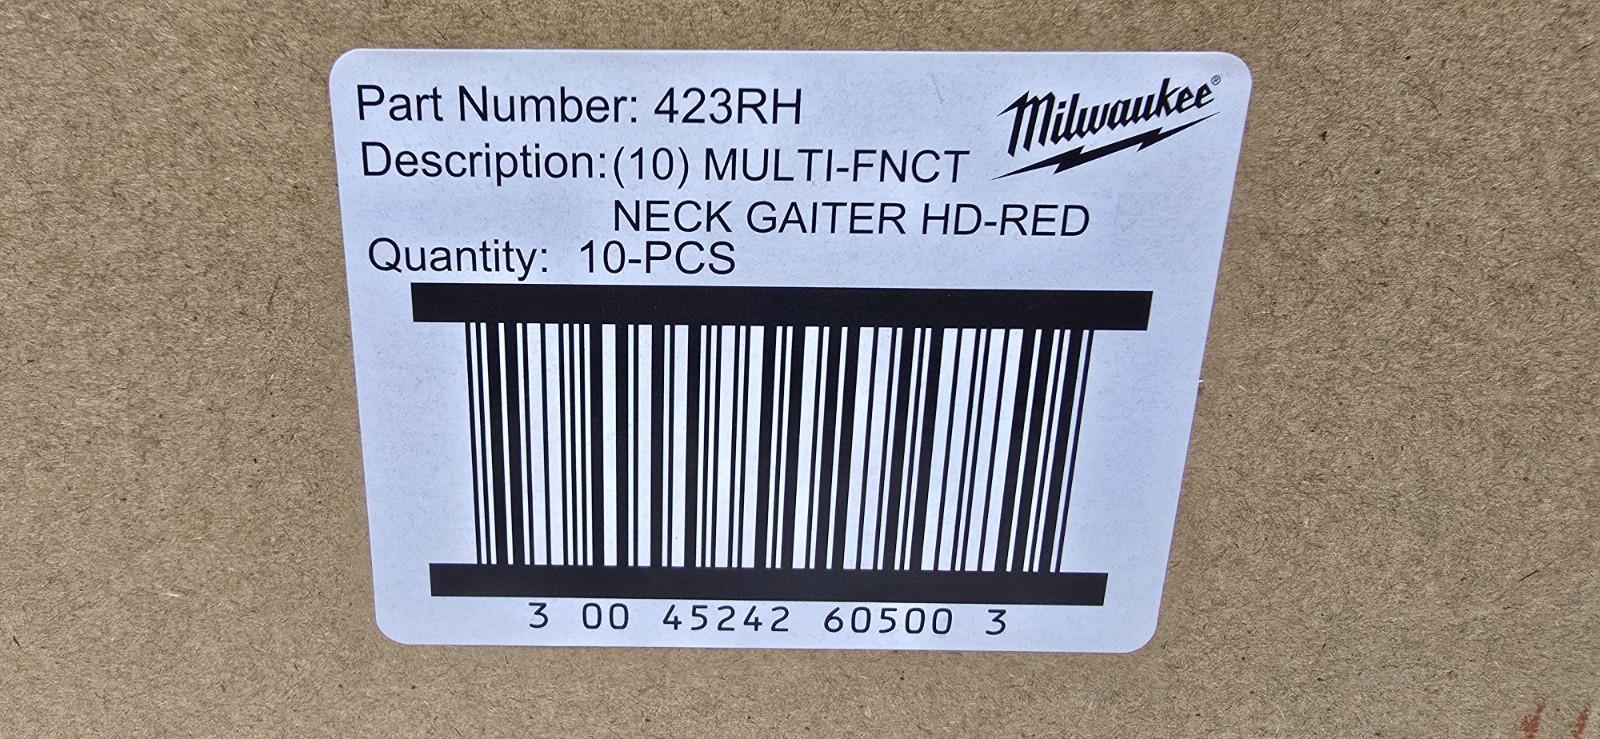 Part Number: 423RH
Milwaukee®
Description:(10) MULTI-FNCT
NECK GAITER HD-RED
Quantity: 10-PCS
3 00 45242 60500 3